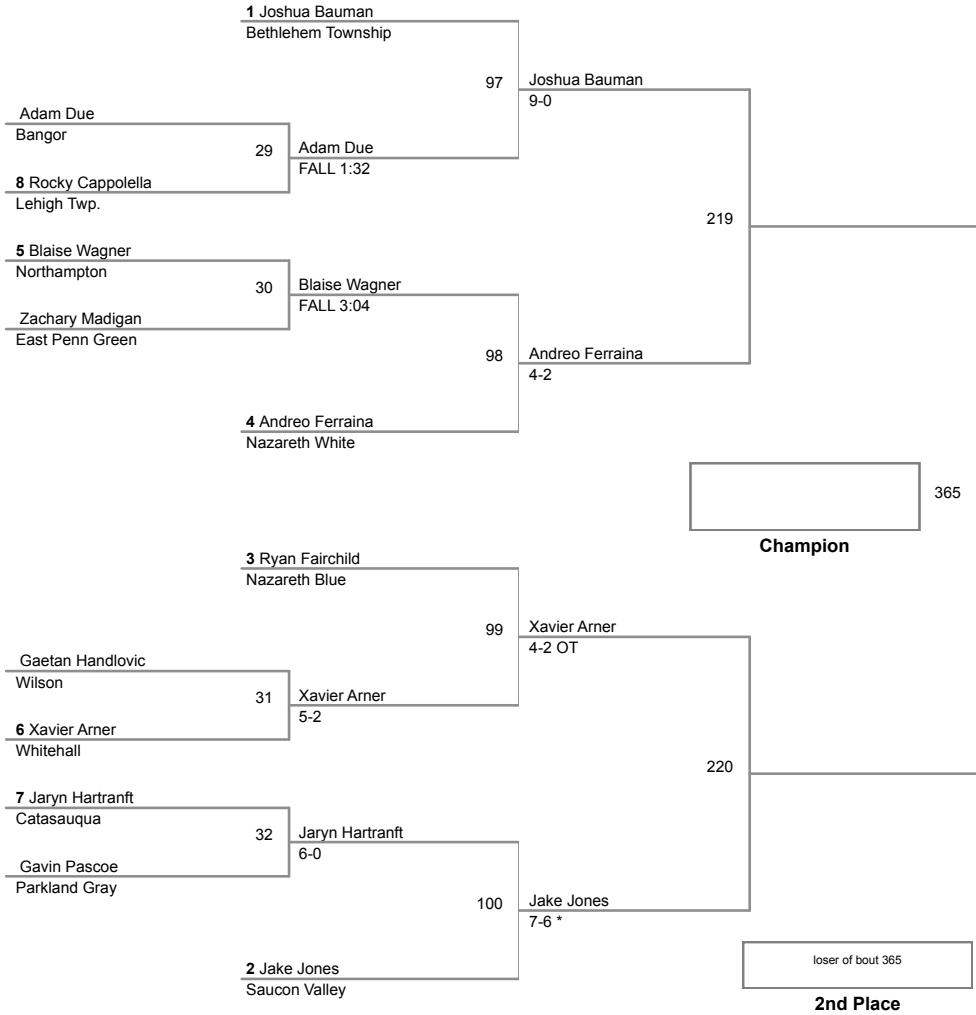 1 Joshua Bauman
Bethlehem Township
97
Joshua Bauman
9-0
Adam Due
Bangor
29
Adam Due
FALL 1:32
8 Rocky Cappolella
Lehigh Twp.
219
5 Blaise Wagner
Northampton
30
Blaise Wagner
FALL 3:04
Zachary Madigan
East Penn Green
98
Andreo Ferraina
4-2
4 Andreo Ferraina
Nazareth White
365
Champion
3 Ryan Fairchild
Nazareth Blue
99
Xavier Arner
4-2 OT
Gaetan Handlovic
Wilson
31
Xavier Arner
5-2
6 Xavier Arner
Whitehall
220
7 Jaryn Hartranft
Catasauqua
32
Jaryn Hartranft
6-0
Gavin Pascoe
Parkland Gray
100
Jake Jones
7-6 *
2 Jake Jones
Saucon Valley
loser of bout 365
2nd Place